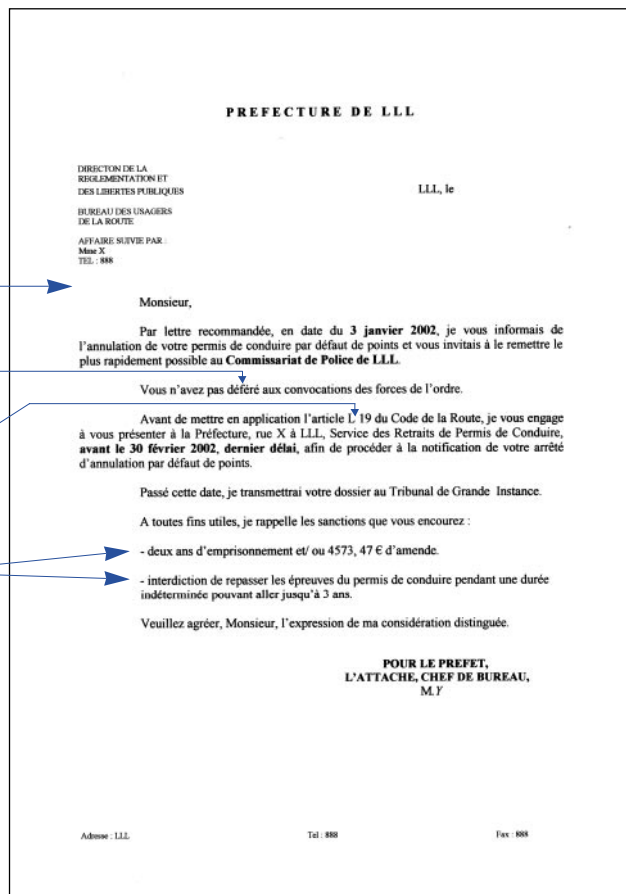 PREFECTURE DE LLL
DIRECTON DE LA
REGLEMENTATION ET
DES LIBERTES PUBLIQUES
LLL, le
BUREAU DES USAGERS
DE LA ROUTE
AFFAIRE SUIVIE PAR :
Mme X
TEL : 888
Monsieur,
Par lettre recommandée, en date du 3 janvier 2002, je vous informais de
l'annulation de votre permis de conduire par défaut de points et vous invitais à le remettre le
plus rapidement possible au Commissariat de Police de LLL.
Vous n'avez pas déféré aux convocations des forces de l'ordre.
Avant de mettre en application l'article L 19 du Code de la Route, je vous engage
à vous présenter à la Préfecture, rue X à LLL, Service des Retraits de Permis de Conduire,
avant le 30 février 2002, dernier délai, afin de procéder à la notification de votre arrêté
d'annulation par défaut de points.
Passé cette date, je transmettrai votre dossier au Tribunal de Grande Instance.
A toutes fins utiles, je rappelle les sanctions que vous encourez :
- deux ans d'emprisonnement et/ ou 4573, 47 € d'amende.
- interdiction de repasser les épreuves du permis de conduire pendant une durée
indéterminée pouvant aller jusqu'à 3 ans.
Veuillez agréer, Monsieur, l'expression de ma considération distinguée.
POUR LE PREFET,
L'ATTACHE, CHEF DE BUREAU,
M.Y
Adresse : LLL
Tel : 888
Fax : 888